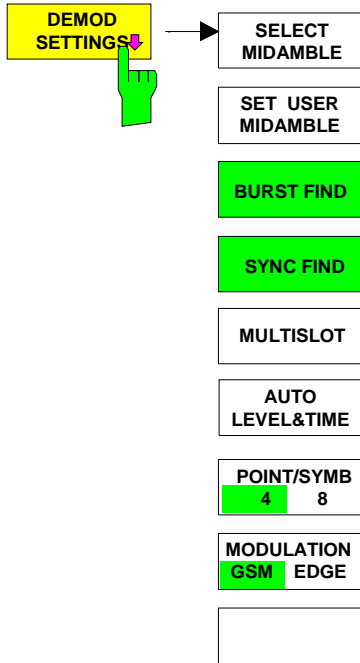 DEMOD
SETTINGS
SELECT
MIDAMBLE
SET USER
MIDAMBLE
BURST FIND
SYNC FIND
MULTISLOT
AUTO
LEVEL&TIME
POINT/SYMB
4 8
MODULATION
GSM EDGE